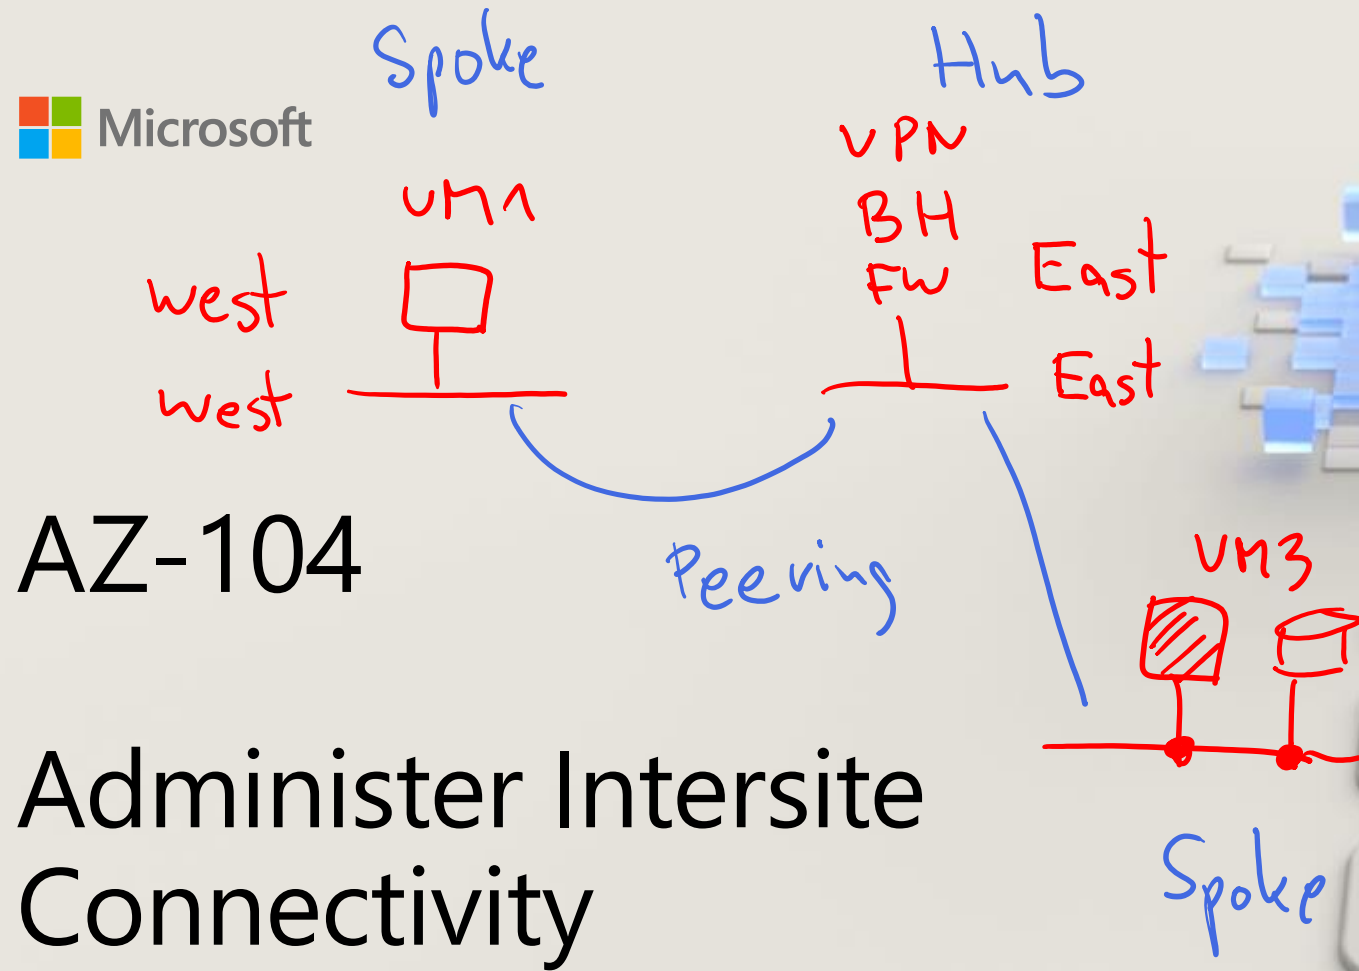 Spoke
Hub
Microsoft
VPN
VM1
BH
FW
East
west
East
west
AZ-104
Peering
VM3
Administer Intersite
Connectivity
Spoke